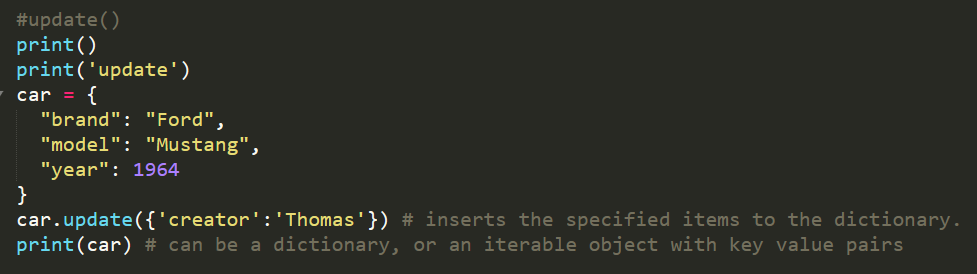 #update()
print()
print('update')
car = {
"brand": "Ford",
"model": "Mustang",
"year": 1964
}
car.update({'creator':'Thomas'}) # inserts the specified items to the dictionary.
print(car) # can be a dictionary, or an iterable object with key value pairs